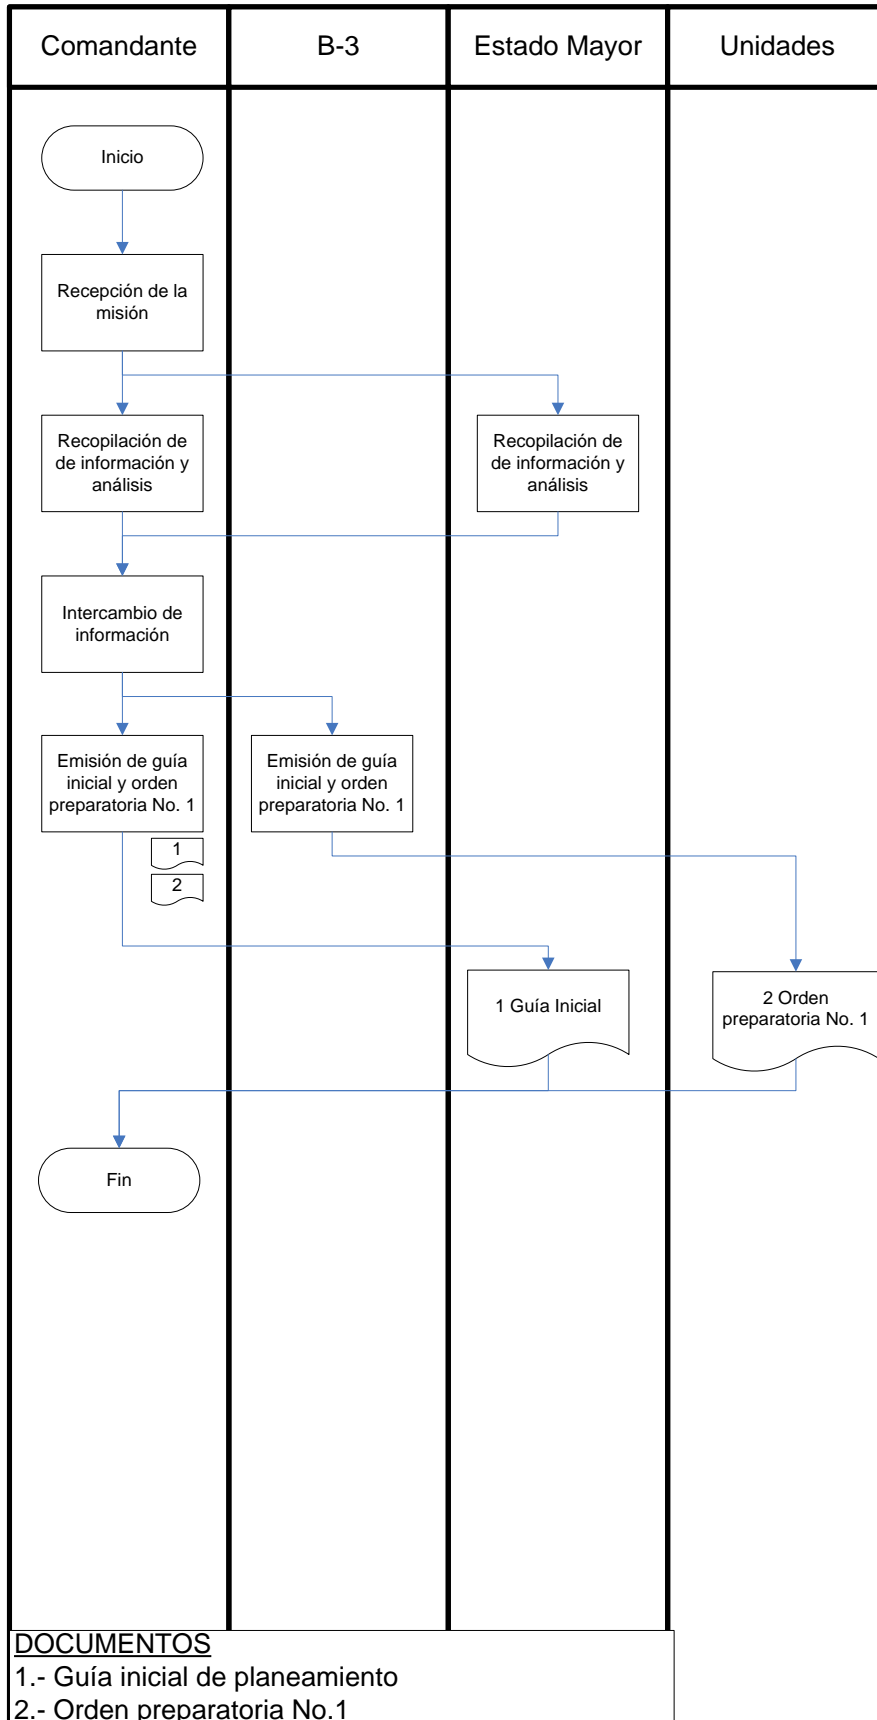 Comandante
B-3
Estado Mayor
Unidades
Inicio
Recepción de la
misión
Recopilación de
de información y
análisis
Recopilación de
de información y
análisis
Intercambio de
información
Emisión de guía
inicial y orden
preparatoria No. 1
Emisión de guía
inicial y orden
preparatoria No. 1
1
2
1 Guía Inicial
2 Orden
preparatoria No. 1
Fin
DOCUMENTOS
1.- Guía inicial de planeamiento
2.- Orden preparatoria No.1